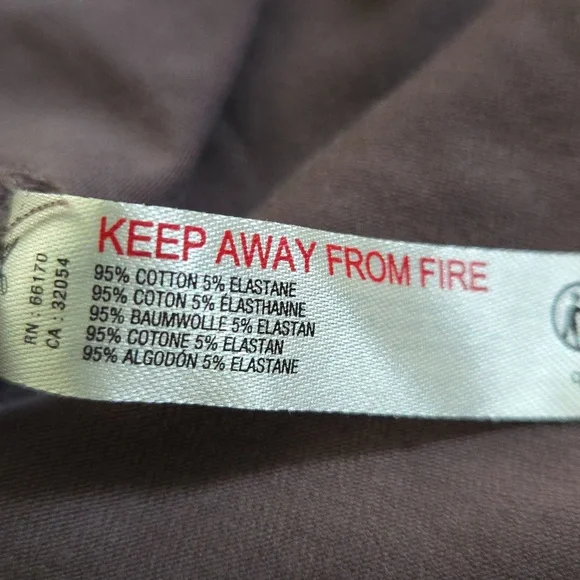 KEEP AWAY FROM FIRE
95% COTTON 5% ELASTANE
95% COTON 5% ÉLASTHANNE
95% BAUMWOLLE 5% ELASTAN
95% COTONE 5% ELASTAN
95% ALGODÓN 5% ELASTANE
RN : 66170
CA : 32054